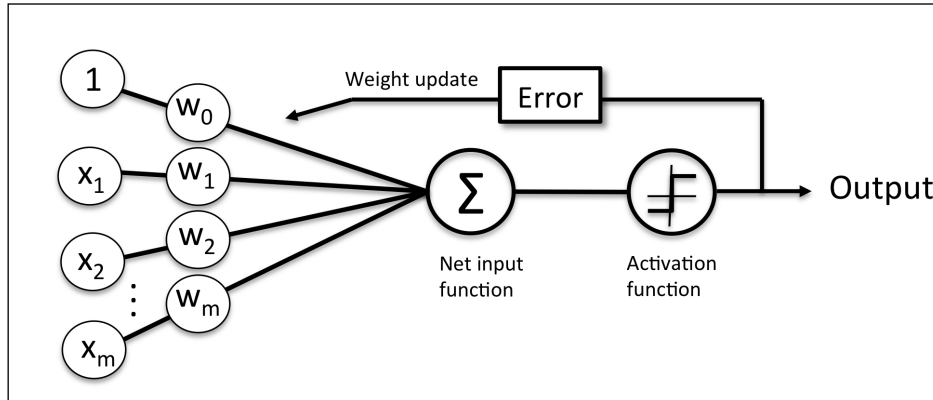 1
w0
x1
w1
x2
w2
⋮
xm
wm
Weight update
Error
Σ
Net input
function
Activation
function
Output